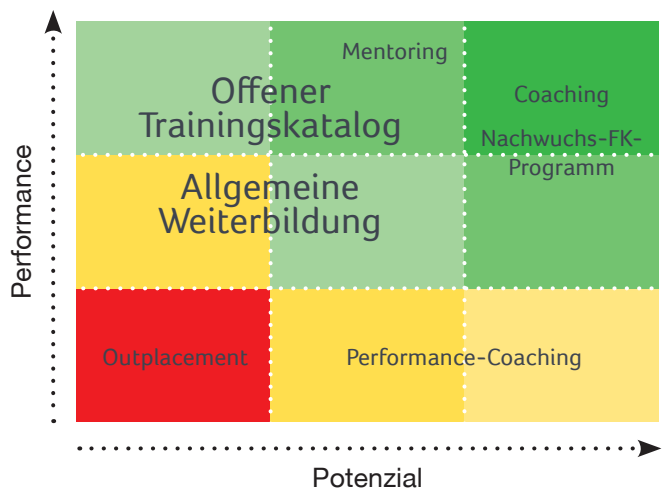 Performance
Mentoring
Offener
Trainingskatalog
Coaching
Nachwuchs-FK-
Programm
Allgemeine
Weiterbildung
Outplacement
Performance-Coaching
Potenzial